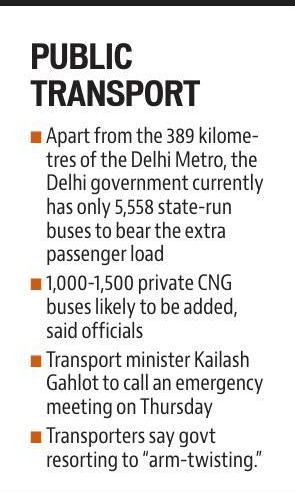 PUBLIC
TRANSPORT
■ Apart from the 389 kilome-
tres of the Delhi Metro, the
Delhi government currently
has only 5,558 state-run
buses to bear the extra
passenger load
■ 1,000-1,500 private CNG
buses likely to be added,
said officials
■ Transport minister Kailash
Gahlot to call an emergency
meeting on Thursday
■ Transporters say govt
resorting to “arm-twisting.”